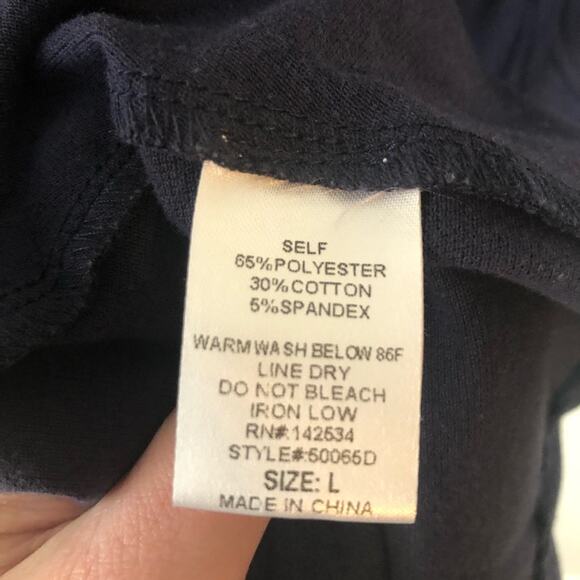 SELF
65%POLYESTER
30%COTTON
5%SPANDEX
WARM WASH BELOW 86F
LINE DRY
DO NOT BLEACH
IRON LOW
RN#:142534
STYLE#:50065D
SIZE: L
MADE IN CHINA